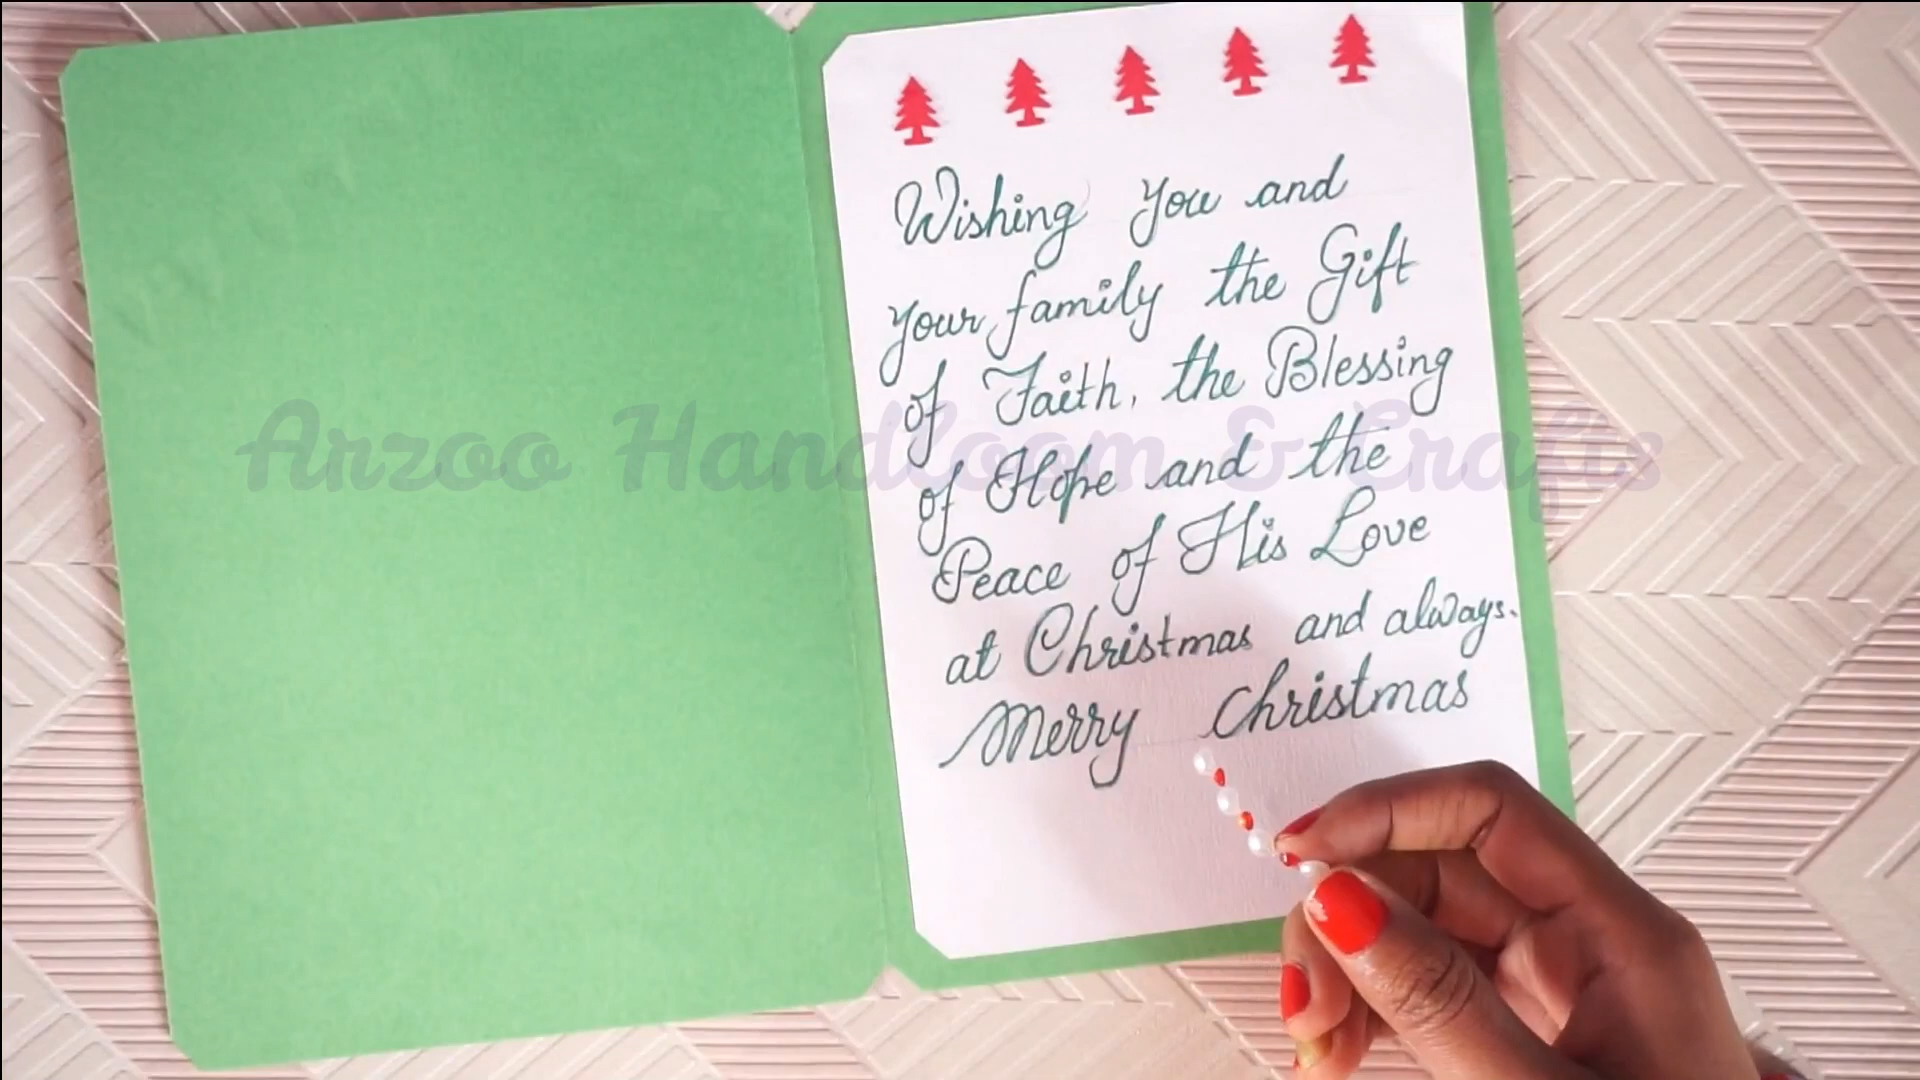 Wishing you and
your family the Gift
of Faith, the Blessing
of Hope and the
Peace of His Love
at Christmas and always.
Merry Christmas
Arzoo Handloom & Crafts